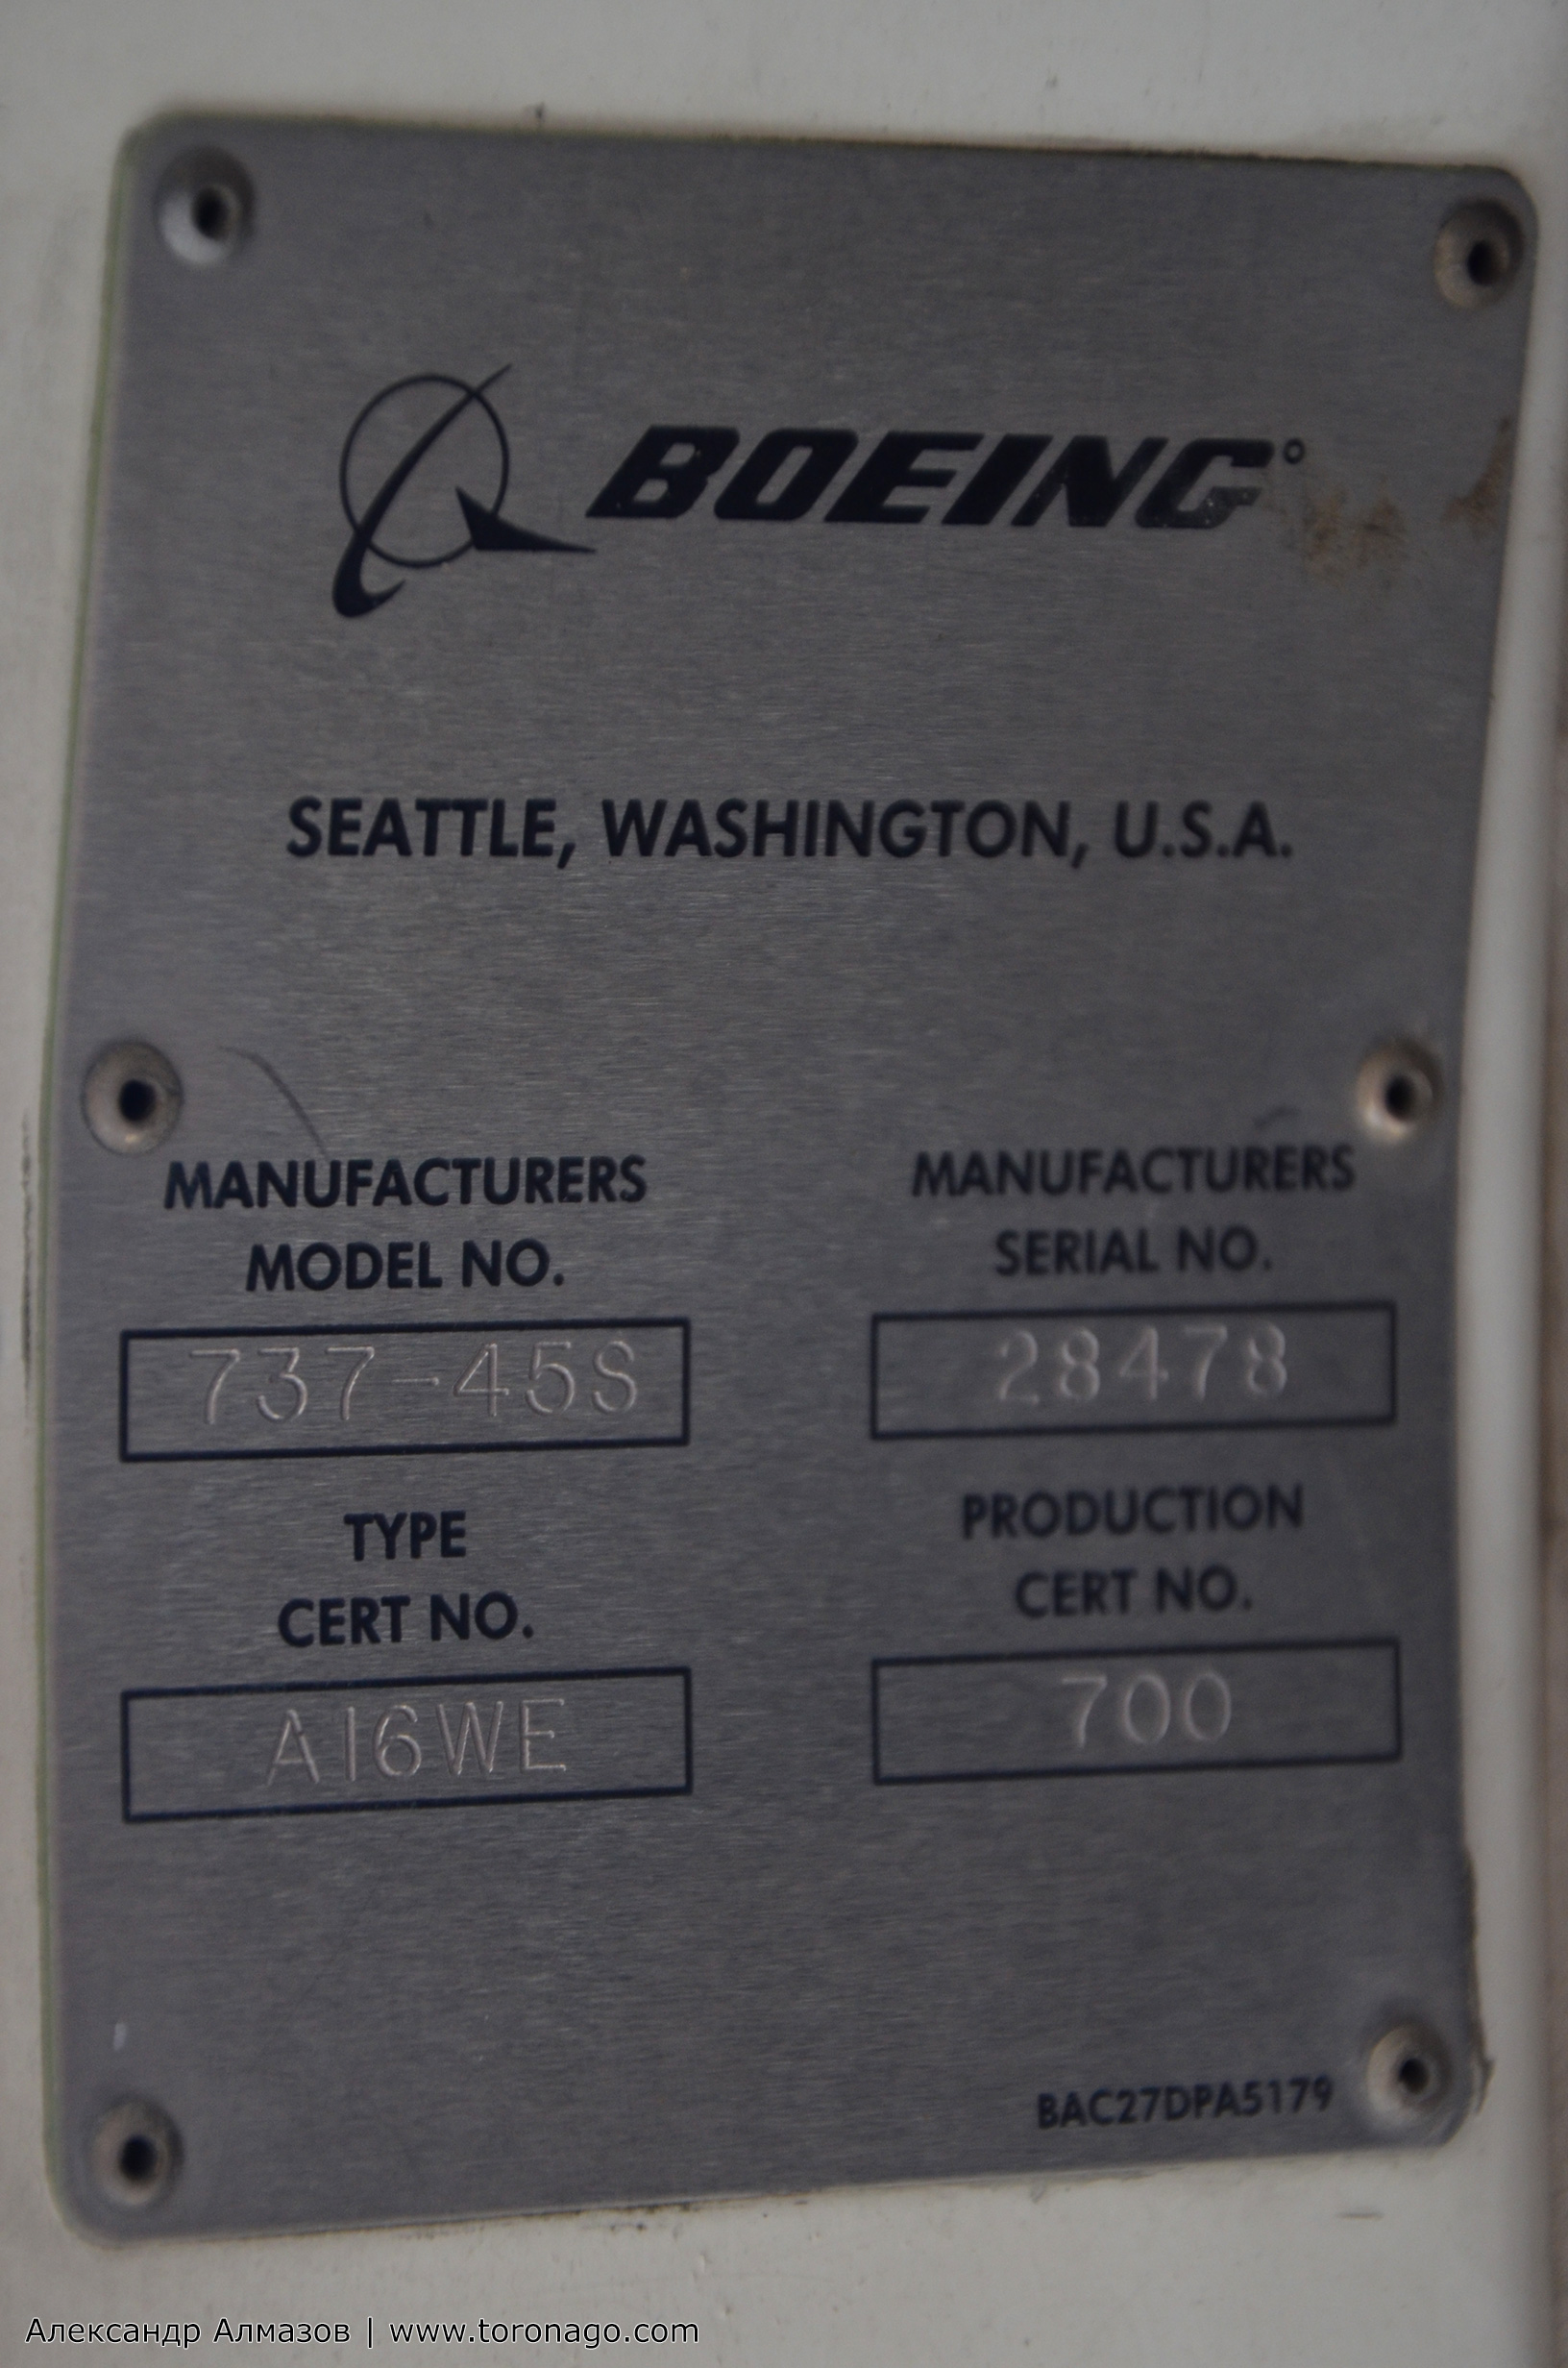 BOEING°
SEATTLE, WASHINGTON, U.S.A.
MANUFACTURERS
MODEL NO.
737-45S
MANUFACTURERS
SERIAL NO.
28478
TYPE
CERT NO.
A16WE
PRODUCTION
CERT NO.
700
BAC27DPA5179
Александр Алмазов | www.toronago.com